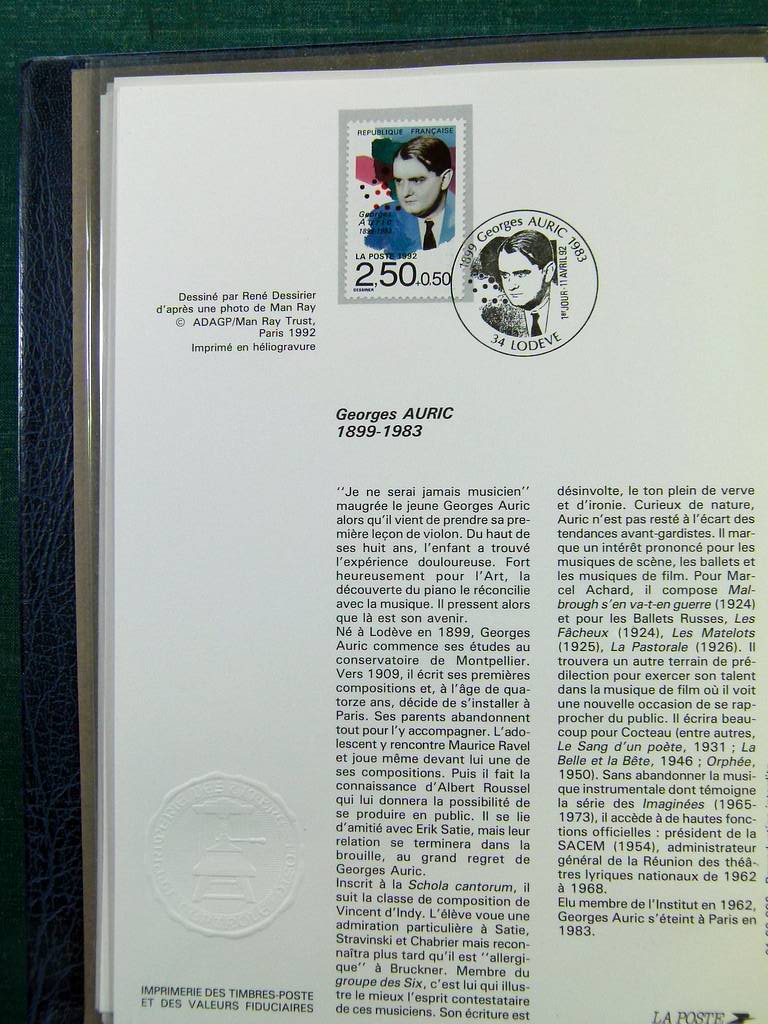 REPUBLIQUE FRANÇAISE
Georges
Auric
1899-1983
LA POSTE 1992
2,50+0,50
DESSIRIER
1899 Georges AURIC 1983
1ER JOUR - 11 AVRIL 92
34 LODEVE
Dessiné par René Dessirier
d'après une photo de Man Ray
© ADAGP/Man Ray Trust,
Paris 1992
Imprimé en héliogravure
Georges AURIC
1899-1983
''Je ne serai jamais musicien''
maugrée le jeune Georges Auric
alors qu'il vient de prendre sa pre-
mière leçon de violon. Du haut de
ses huit ans, l'enfant a trouvé
l'expérience douloureuse. Fort
heureusement pour l'Art, la
découverte du piano le réconcilie
avec la musique. Il pressent alors
que là est son avenir.
Né à Lodève en 1899, Georges
Auric commence ses études au
conservatoire de Montpellier.
Vers 1909, il écrit ses premières
compositions et, à l'âge de qua-
torze ans, décide de s'installer à
Paris. Ses parents abandonnent
tout pour l'y accompagner. L'ado-
lescent y rencontre Maurice Ravel
et joue même devant lui une de
ses compositions. Puis il fait la
connaissance d'Albert Roussel
qui lui donnera la possibilité de
se produire en public. Il se lie
d'amitié avec Erik Satie, mais leur
relation se terminera dans la
brouille, au grand regret de
Georges Auric.
Inscrit à la Schola cantorum, il
suit la classe de composition de
Vincent d'Indy. L'élève voue une
admiration particulière à Satie,
Stravinski et Chabrier mais recon-
naîtra plus tard qu'il est ''allergi-
que'' à Bruckner. Membre du
groupe des Six, c'est lui qui illus-
tre le mieux l'esprit contestataire
de ces musiciens. Son écriture est
désinvolte, le ton plein de verve
et d'ironie. Curieux de nature,
Auric n'est pas resté à l'écart des
tendances avant-gardistes. Il mar-
que un intérêt prononcé pour les
musiques de scène, les ballets et
les musiques de film. Pour Mar-
cel Achard, il compose Mal-
brough s'en va-t-en guerre (1924)
et pour les Ballets Russes, Les
Fâcheux (1924), Les Matelots
(1925), La Pastorale (1926). Il
trouvera un autre terrain de pré-
dilection pour exercer son talent
dans la musique de film où il voit
une nouvelle occasion de se rap-
procher du public. Il écrira beau-
coup pour Cocteau (entre autres,
Le Sang d'un poète, 1931 ; La
Belle et la Bête, 1946 ; Orphée,
1950). Sans abandonner la musi-
que instrumentale dont témoigne
la série des Imaginées (1965-
1973), il accède à de hautes fonc-
tions officielles : président de la
SACEM (1954), administrateur
général de la Réunion des théâ-
tres lyriques nationaux de 1962
à 1968.
Elu membre de l'Institut en 1962,
Georges Auric s'éteint à Paris en
1983.
IMPRIMERIE DES TIMBRES-POSTE
ET DES VALEURS FIDUCIAIRES
LA POSTE